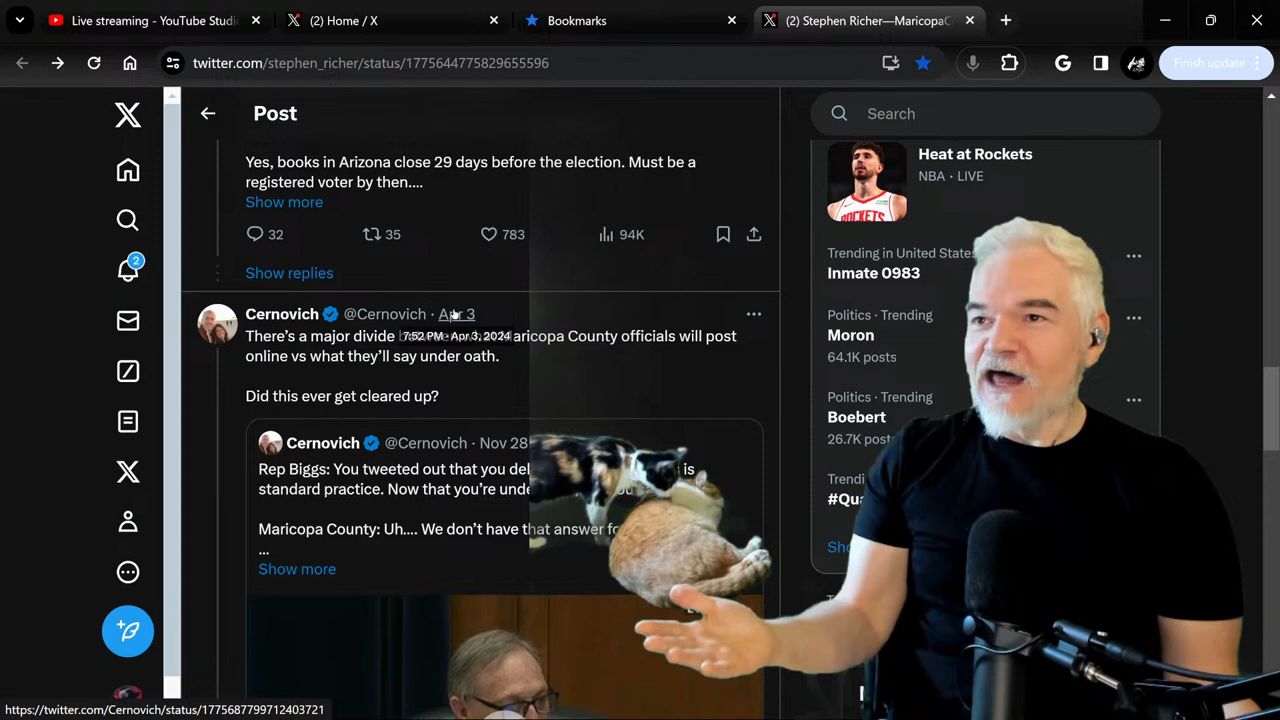 Live streaming - YouTube Studi
(2) Home / X
Bookmarks
(2) Stephen Richer—MaricopaC
twitter.com/stephen_richer/status/1775644775829655596
Finish update
Post
Yes, books in Arizona close 29 days before the election. Must be a
registered voter by then....
Show more
32
35
783
94K
Show replies
Cernovich @Cernovich · Apr 3
There's a major divide
7:52 PM · Apr 3, 2024
aricopa County officials will post
online vs what they'll say under oath.
Did this ever get cleared up?
Cernovich @Cernovich · Nov 28
Rep Biggs: You tweeted out that you del
is
standard practice. Now that you're unde
Maricopa County: Uh.... We don't have that answer fo
...
Show more
2
Search
Heat at Rockets
NBA · LIVE
ROCKETS
Trending in United States
Inmate 0983
Politics · Trending
Moron
64.1K posts
Politics · Trending
Boebert
26.7K post
Trendi
#Qua
Sho
https://twitter.com/Cernovich/status/1775687799712403721